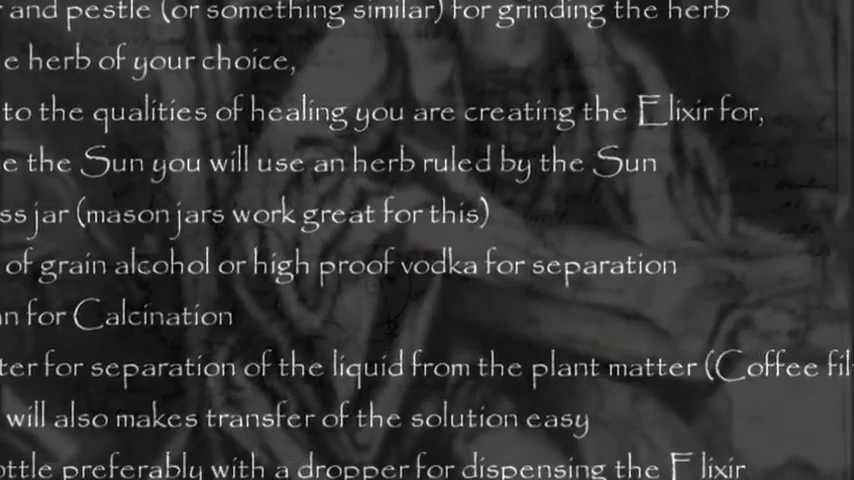 and pestle (or something similar) for grinding the herb
e herb of your choice,
to the qualities of healing you are creating the Elixir for,
e the Sun you will use an herb ruled by the Sun
ss jar (mason jars work great for this)
of grain alcohol or high proof vodka for separation
n for Calcination
ter for separation of the liquid from the plant matter (Coffee fil
will also makes transfer of the solution easy
ottle preferably with a dropper for dispensing the Elixir